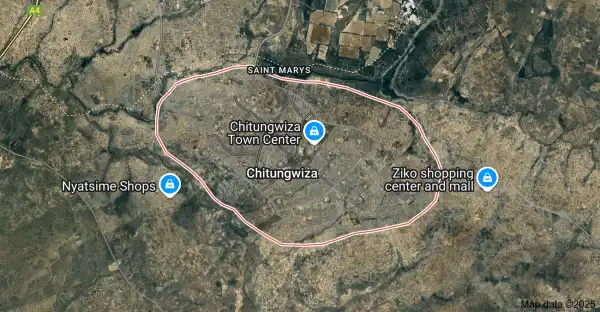 A4
SAINT MARYS
Chitungwiza
Town Center
Chitungwiza
Ziko shopping
center and mall
Nyatsime Shops
Map data ©2025